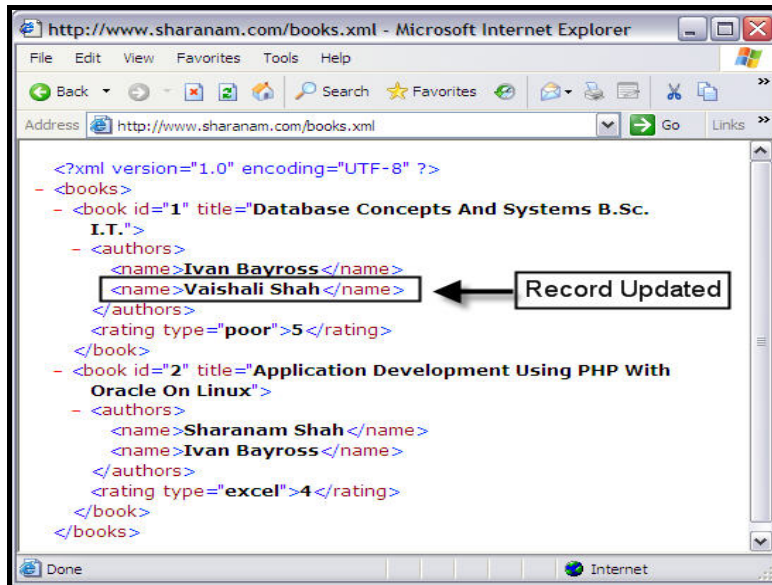 http://www.sharanam.com/books.xml - Microsoft Internet Explorer
File Edit View Favorites Tools Help
Back Search Favorites »
Address http://www.sharanam.com/books.xml Go Links »
<?xml version="1.0" encoding="UTF-8" ?>
- <books>
- <book id="1" title="Database Concepts And Systems B.Sc.
I.T.">
- <authors>
<name>Ivan Bayross</name>
<name>Vaishali Shah</name> Record Updated
</authors>
<rating type="poor">5</rating>
</book>
- <book id="2" title="Application Development Using PHP With
Oracle On Linux">
- <authors>
<name>Sharanam Shah</name>
<name>Ivan Bayross</name>
</authors>
<rating type="excel">4</rating>
</book>
</books>
Done Internet